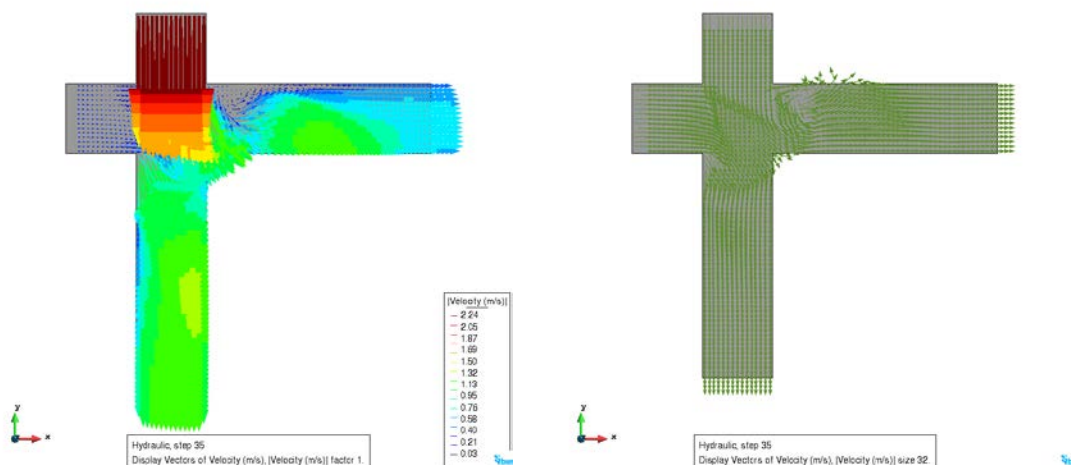 |Velocity (m/s)|
2.24
2.05
1.87
1.69
1.50
1.32
1.13
0.95
0.76
0.58
0.40
0.21
0.03
y
x
Hydraulic, step 35
Display Vectors of Velocity (m/s), |Velocity (m/s)| factor 1.
y
x
Hydraulic, step 35
Display Vectors of Velocity (m/s), |Velocity (m/s)| size 32.